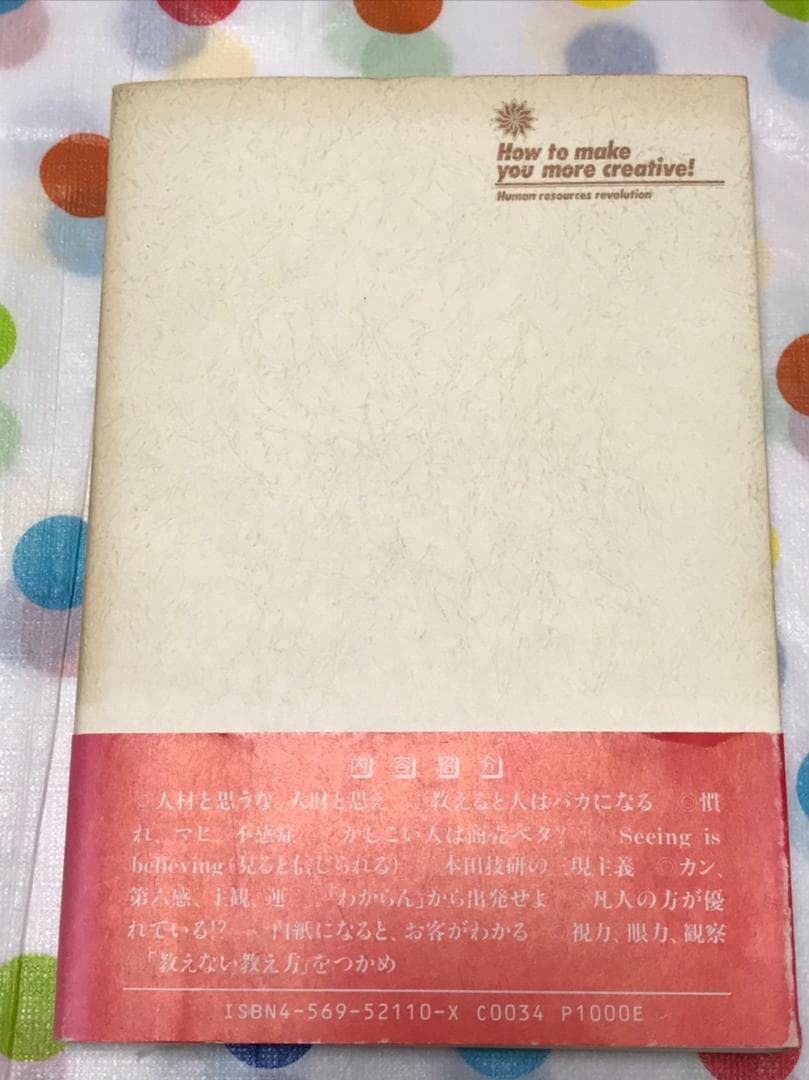 How to make
you more creative!
Human resources revolution
内容紹介
◎人材と思うな、人財と思え ◎教えると人はバカになる ◎慣
れ、マヒ、不感症 ◎かしこい人は商売ベタ? ◎Seeing is
believing(見ると信じられる) ◎本田技研の三現主義 ◎カン、
第六感、主観、運 ◎「わからん」から出発せよ ◎凡人の方が優
れている!? ◎白紙になると、お客がわかる ◎視力、眼力、観察
◎「教えない教え方」をつかめ
ISBN4-569-52110-X C0034 P1000E